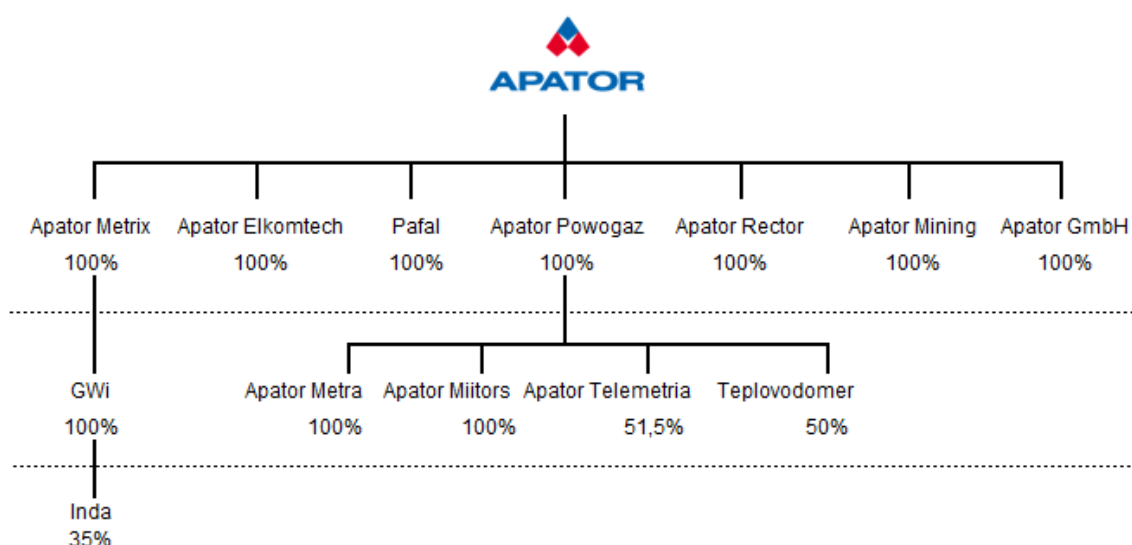 APATOR
Apator Metrix Apator Elkomtech Pafal Apator Powogaz Apator Rector Apator Mining Apator GmbH
100% 100% 100% 100% 100% 100% 100%
GWi Apator Metra Apator Miitors Apator Telemetria Teplovodomer
100% 100% 100% 51,5% 50%
Inda
35%